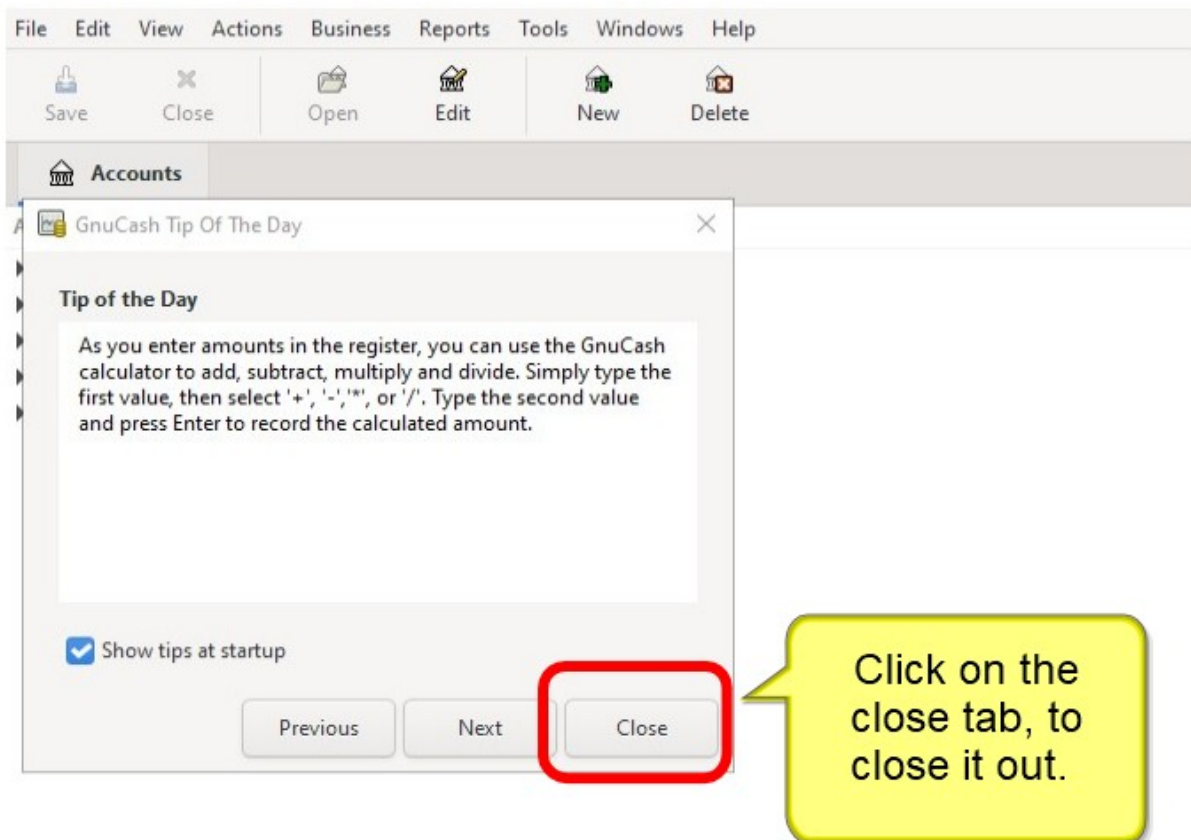 File Edit View Actions Business Reports Tools Windows Help
Save Close Open Edit New Delete
Accounts
GnuCash Tip Of The Day
Tip of the Day
As you enter amounts in the register, you can use the GnuCash
calculator to add, subtract, multiply and divide. Simply type the
first value, then select '+', '-','*', or '/'. Type the second value
and press Enter to record the calculated amount.
Show tips at startup
Previous Next Close
Click on the
close tab, to
close it out.